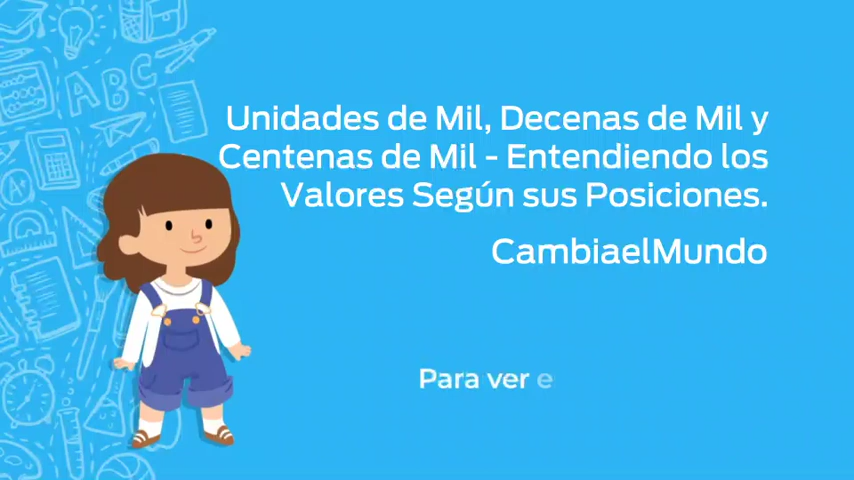 Unidades de Mil, Decenas de Mil y
Centenas de Mil - Entendiendo los
Valores Según sus Posiciones.
CambiaelMundo
Para ver e